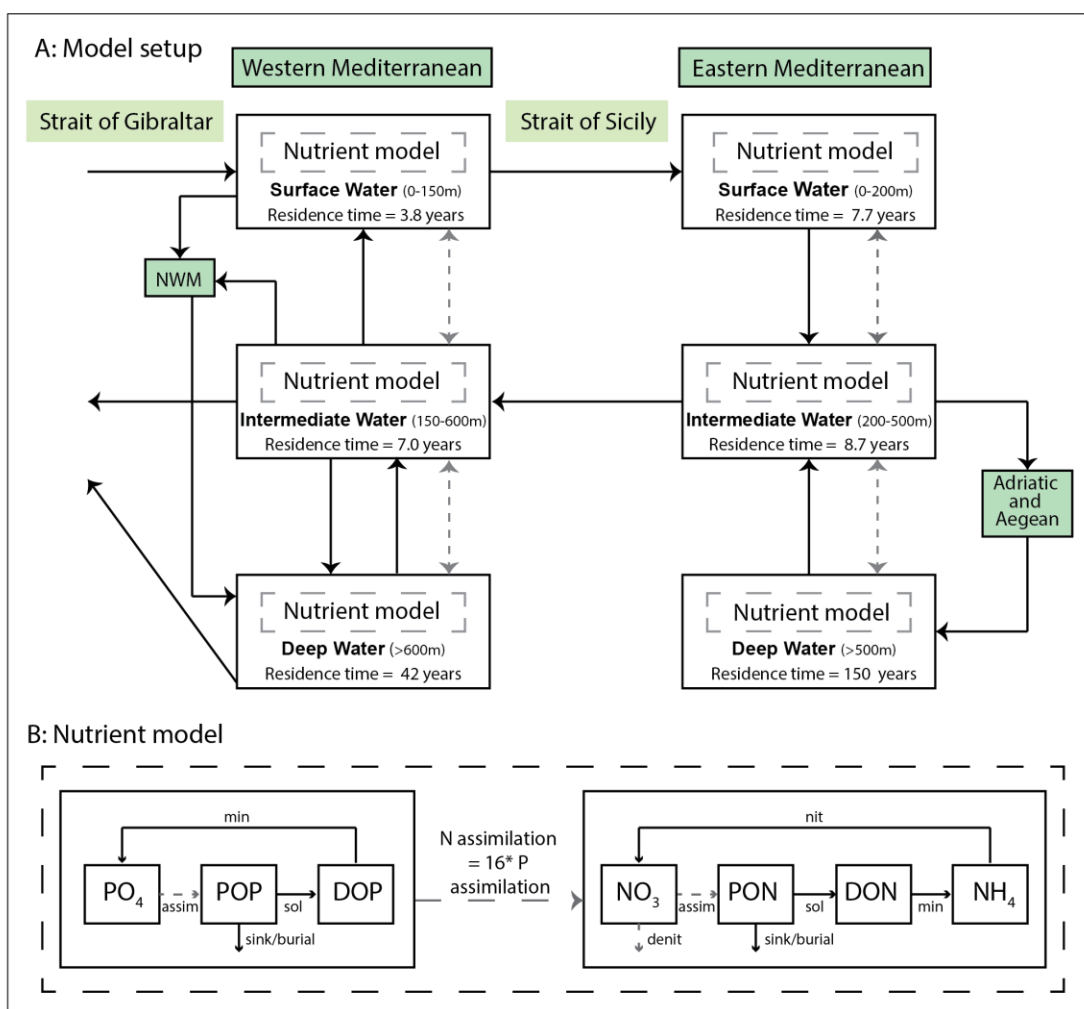 A: Model setup
Western Mediterranean
Eastern Mediterranean
Strait of Gibraltar
Strait of Sicily
Nutrient model
Surface Water (0-150m)
Residence time = 3.8 years
Nutrient model
Surface Water (0-200m)
Residence time = 7.7 years
NWM
Nutrient model
Intermediate Water (150-600m)
Residence time = 7.0 years
Nutrient model
Intermediate Water (200-500m)
Residence time = 8.7 years
Adriatic
and
Aegean
Nutrient model
Deep Water (>600m)
Residence time = 42 years
Nutrient model
Deep Water (>500m)
Residence time = 150 years
B: Nutrient model
min
PO₄
assim
POP
sol
DOP
sink/burial
N assimilation
= 16* P
assimilation
nit
NO₃
assim
PON
sol
DON
min
NH₄
denit
sink/burial